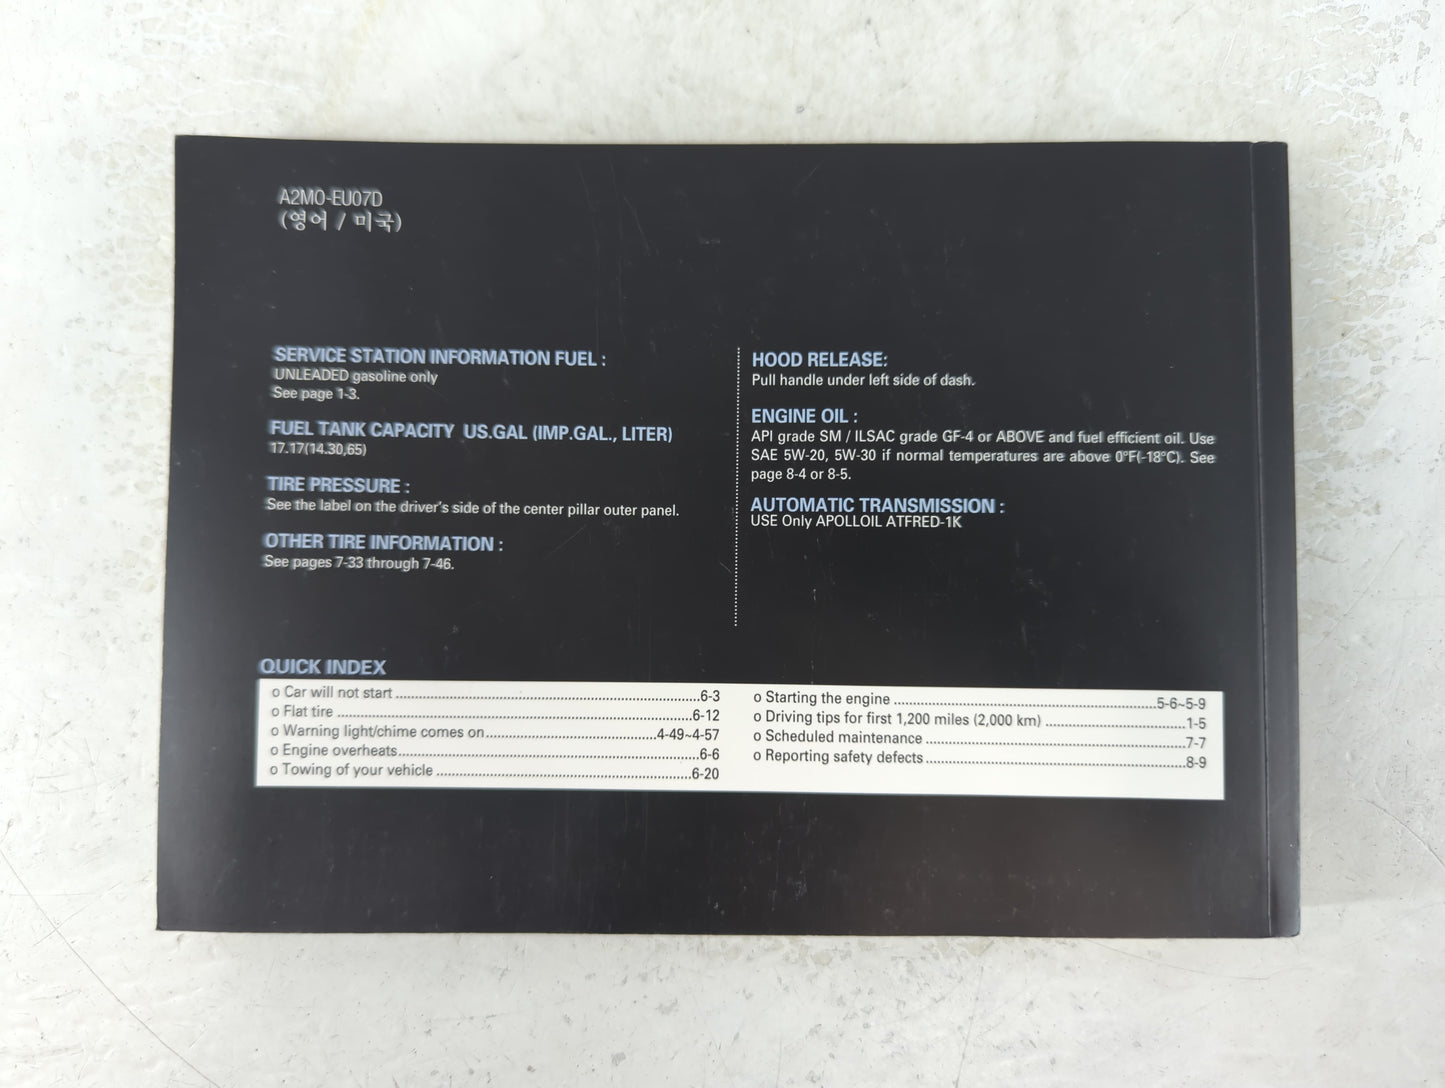 A2MO-EU07D
(영어 / 미국)
SERVICE STATION INFORMATION FUEL :
UNLEADED gasoline only
See page 1-3.
FUEL TANK CAPACITY US.GAL (IMP.GAL., LITER)
17.17(14.30,65)
TIRE PRESSURE :
See the label on the driver's side of the center pillar outer panel.
OTHER TIRE INFORMATION :
See pages 7-33 through 7-46.
HOOD RELEASE:
Pull handle under left side of dash.
ENGINE OIL :
API grade SM / ILSAC grade GF-4 or ABOVE and fuel efficient oil. Use
SAE 5W-20, 5W-30 if normal temperatures are above 0°F(-18°C). See
page 8-4 or 8-5.
AUTOMATIC TRANSMISSION :
USE Only APOLLOIL ATFRED-1K
QUICK INDEX
o Car will not start ........ 6-3
o Flat tire ........ 6-12
o Warning light/chime comes on ........ 4-49~4-57
o Engine overheats ........ 6-6
o Towing of your vehicle ........ 6-20
o Starting the engine ........ 5-6~5-9
o Driving tips for first 1,200 miles (2,000 km) ........ 1-5
o Scheduled maintenance ........ 7-7
o Reporting safety defects ........ 8-9